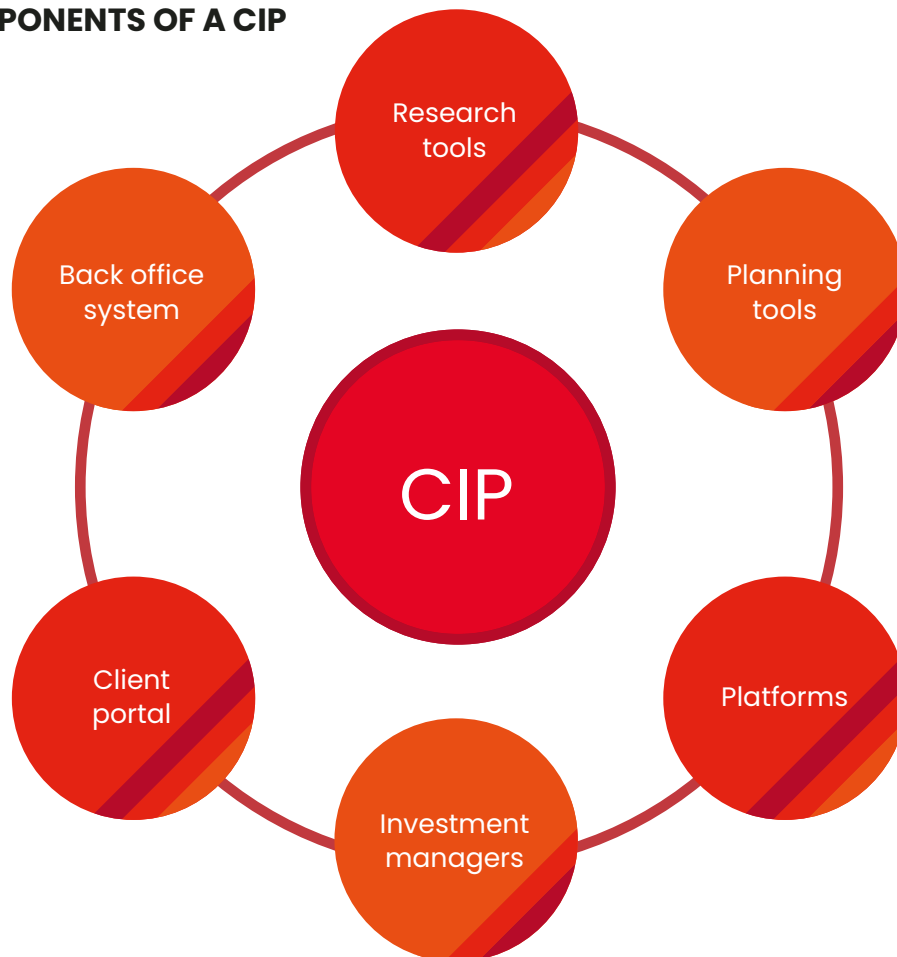 PONENTS OF A CIP
Research
tools
Back office
system
Planning
tools
CIP
Client
portal
Platforms
Investment
managers